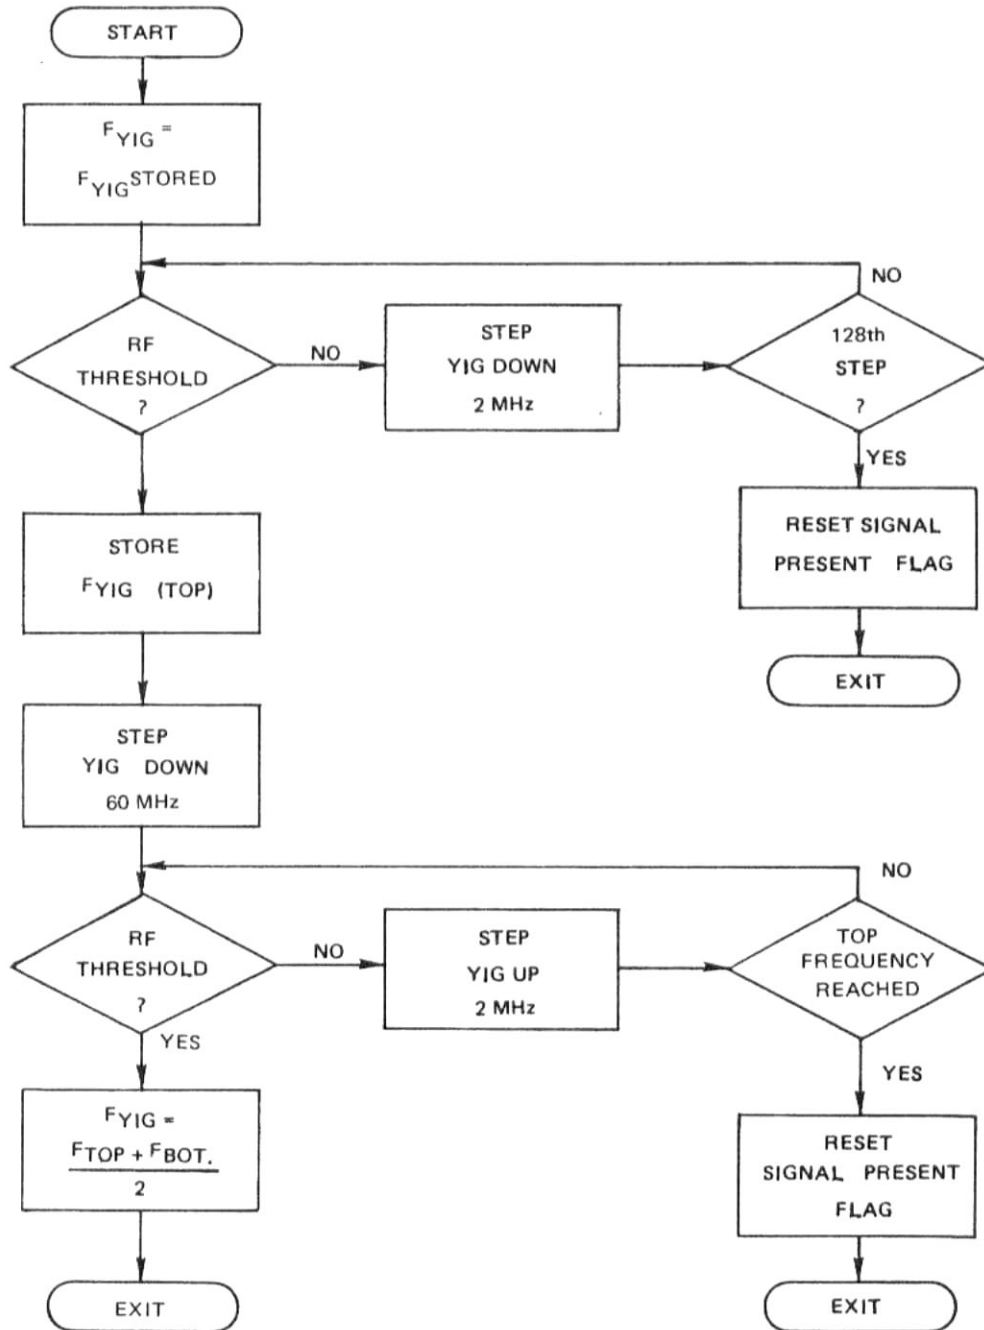 START
FYIG =
FYIG STORED
NO
RF
THRESHOLD
?
NO
STEP
YIG DOWN
2 MHz
128th
STEP
?
YES
STORE
FYIG (TOP)
RESET SIGNAL
PRESENT FLAG
EXIT
STEP
YIG DOWN
60 MHz
NO
RF
THRESHOLD
?
YES
NO
STEP
YIG UP
2 MHz
TOP
FREQUENCY
REACHED
YES
FYIG =
FTOP + FBOT.
2
RESET
SIGNAL PRESENT
FLAG
EXIT
EXIT